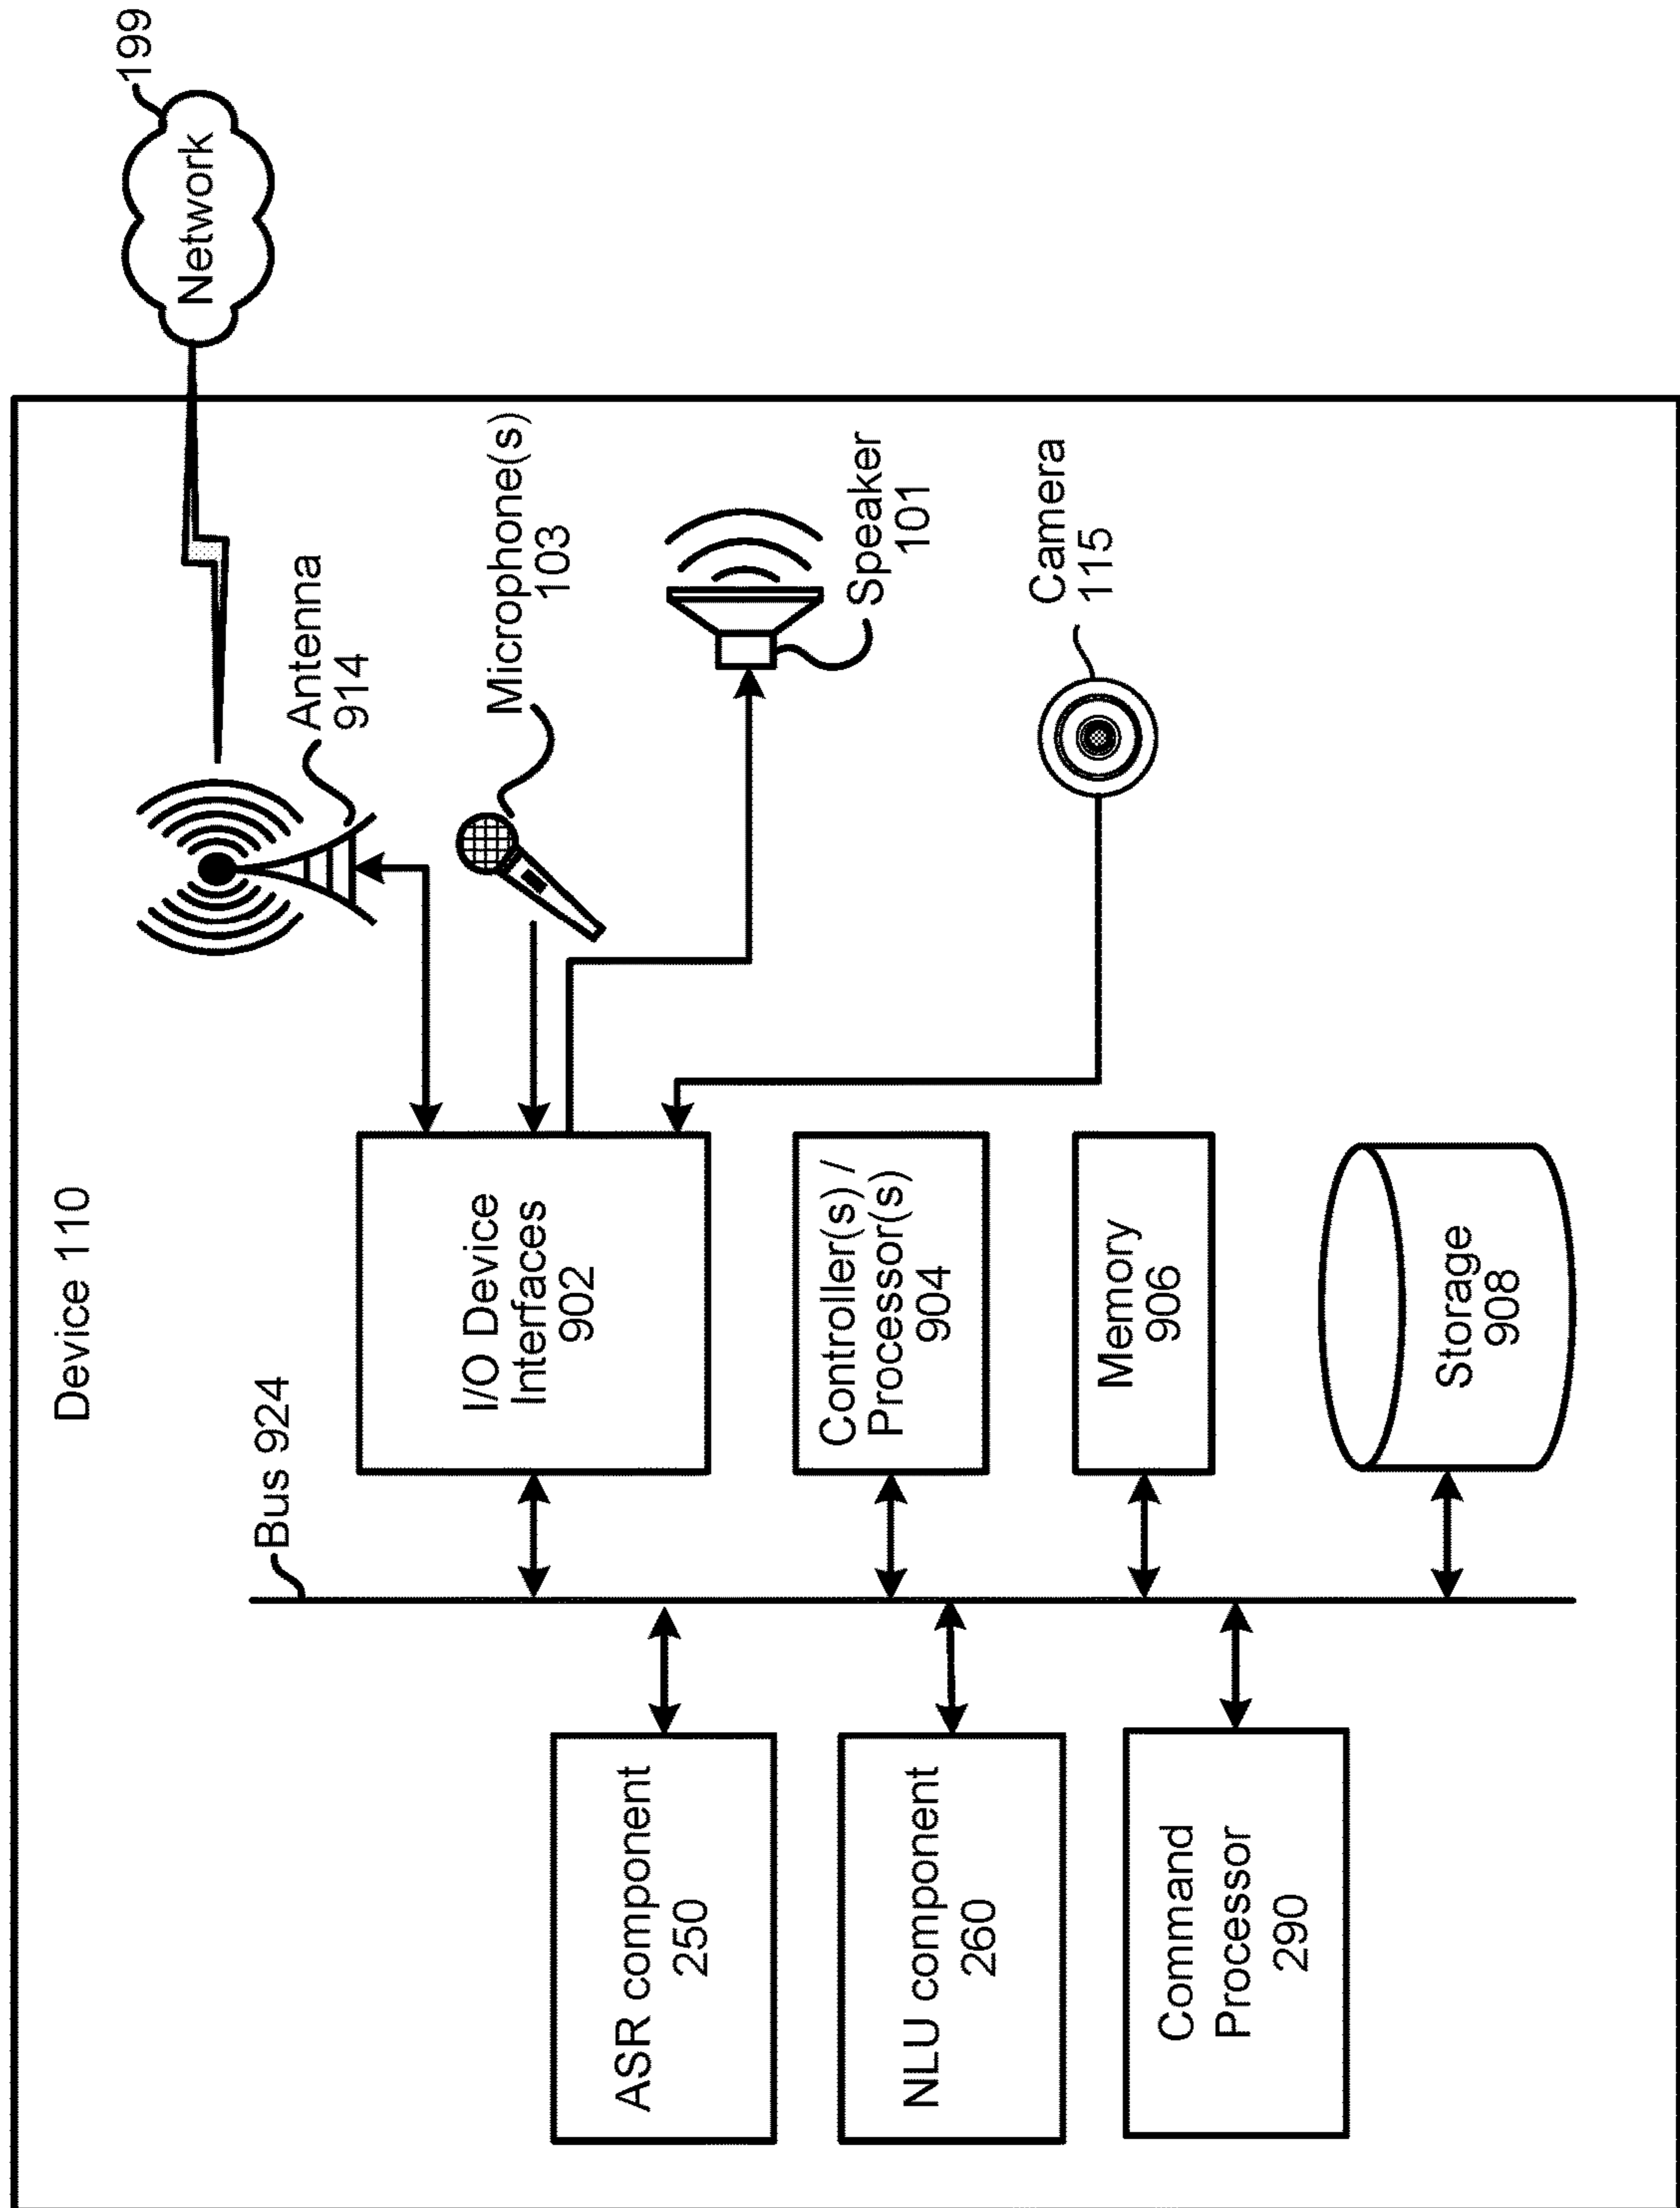 Device 110
Bus 924
ASR component
250
NLU component
260
Command
Processor
290
I/O Device
Interfaces
902
Controller(s) /
Processor(s)
904
Memory
906
Storage
908
Antenna
914
Microphone(s)
103
Speaker
101
Camera
115
Network
199